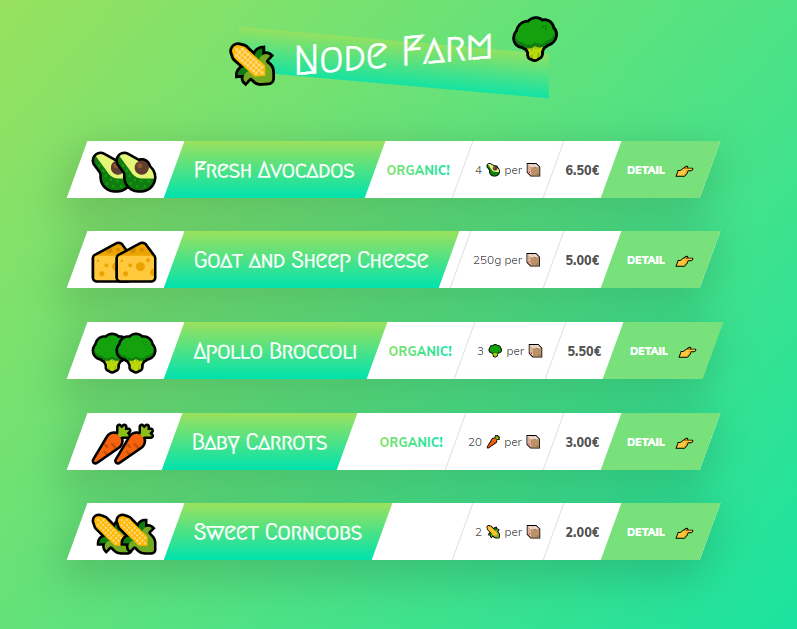 Node Farm
Fresh Avocados ORGANIC! 4 🥑 per 📦 6.50€ DETAIL 👉
Goat and Sheep Cheese 250g per 📦 5.00€ DETAIL 👉
Apollo Broccoli ORGANIC! 3 🥦 per 📦 5.50€ DETAIL 👉
Baby Carrots ORGANIC! 20 🥕 per 📦 3.00€ DETAIL 👉
Sweet Corncobs 2 🌽 per 📦 2.00€ DETAIL 👉